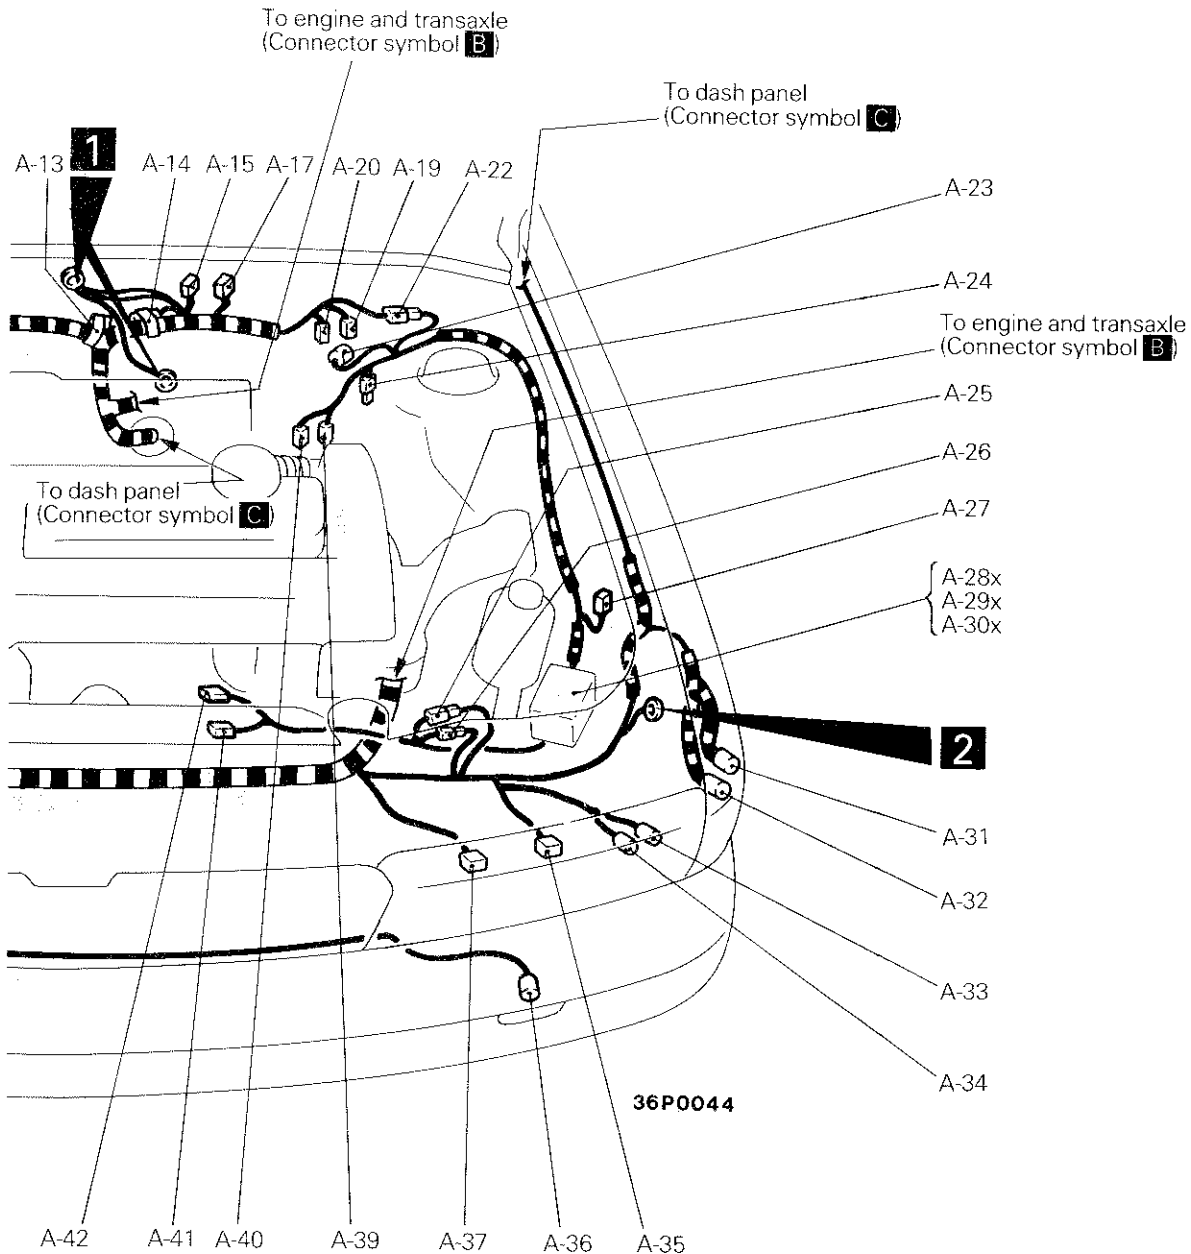 To engine and transaxle
(Connector symbol B)
To dash panel
(Connector symbol C)
1
A-13
A-14
A-15
A-17
A-20
A-19
A-22
A-23
A-24
To engine and transaxle
(Connector symbol B)
A-25
A-26
To dash panel
(Connector symbol C)
A-27
A-28x
A-29x
A-30x
2
A-31
A-32
A-33
A-34
36P0044
A-42
A-41
A-40
A-39
A-37
A-36
A-35